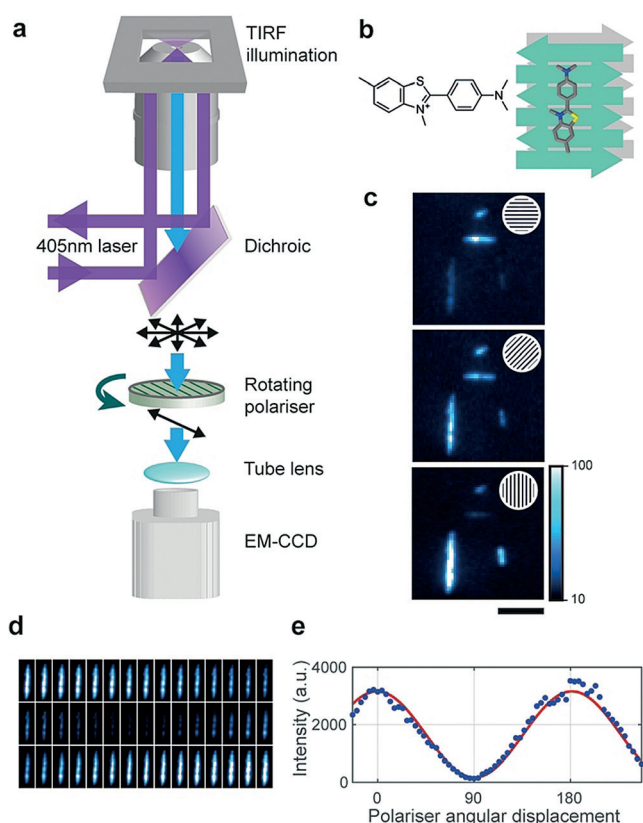 a
TIRF
illumination
405nm laser
Dichroic
Rotating
polariser
Tube lens
EM-CCD
b
S
N+
N
c
100
10
d
e
Intensity (a.u.)
4000
2000
0
0
90
180
Polariser angular displacement